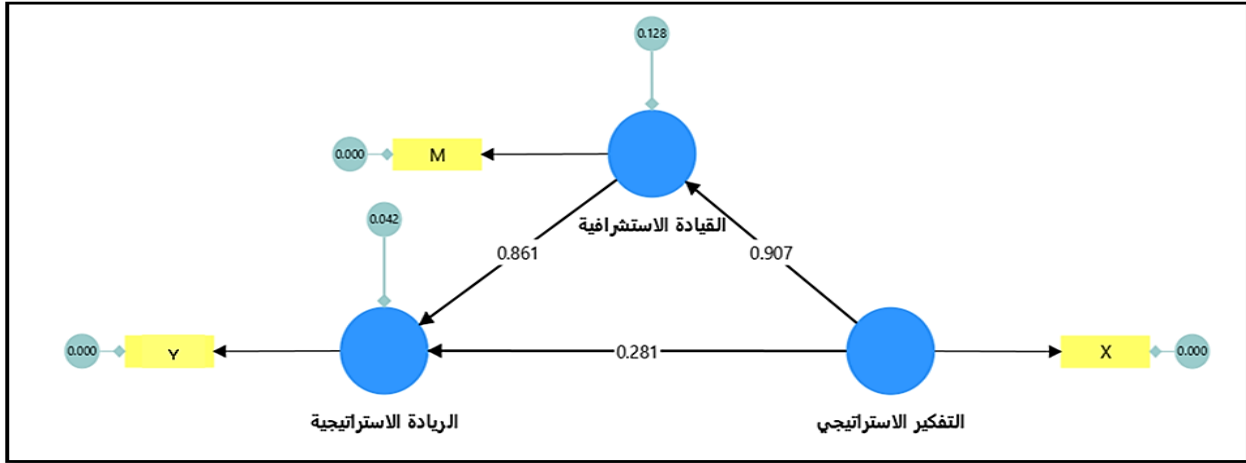 0.128
0.000
M
القيادة الاستشرافية
0.042
0.861
0.907
0.000
Y
0.281
X
0.000
الريادة الاستراتيجية
التفكير الاستراتيجي